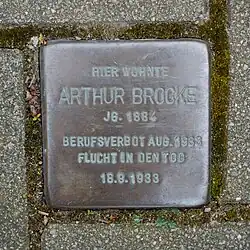 HIER WOHNTE
ARTHUR BROCKE
JG. 1884
BERUFSVERBOT AUG. 1933
FLUCHT IN DEN TOD
18.9.1933